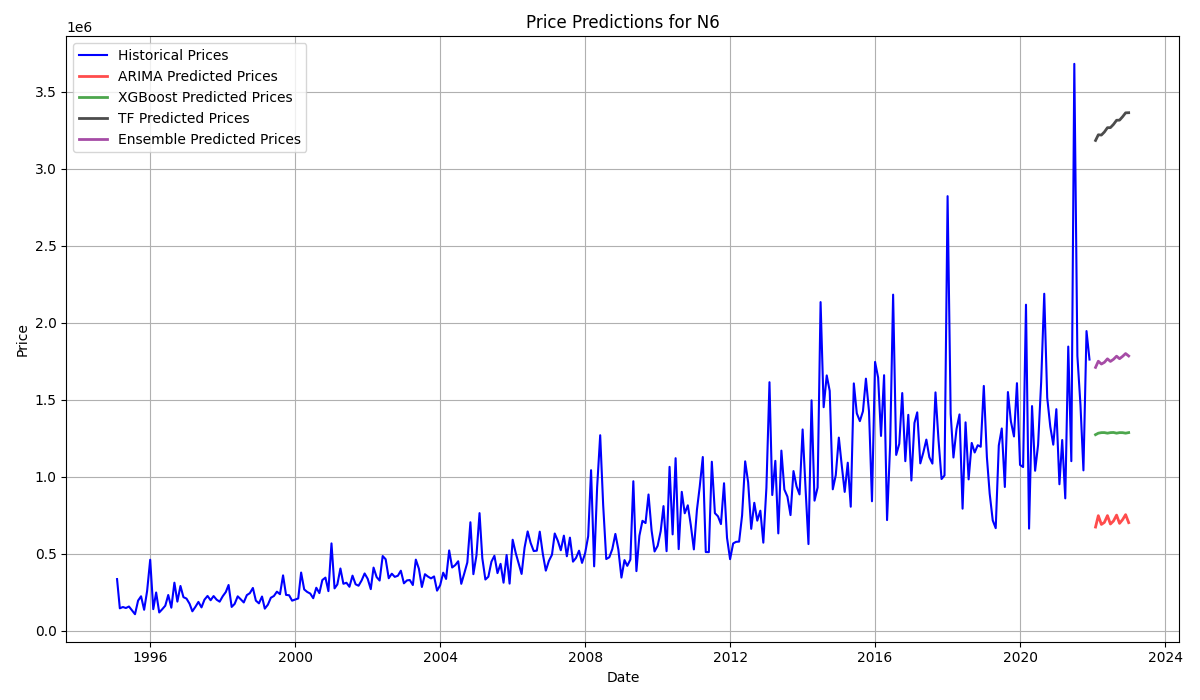 Price Predictions for N6
1e6
Historical Prices
ARIMA Predicted Prices
XGBoost Predicted Prices
TF Predicted Prices
Ensemble Predicted Prices
3.5
3.0
2.5
2.0
1.5
1.0
0.5
0.0
Price
1996 2000 2004 2008 2012 2016 2020 2024
Date